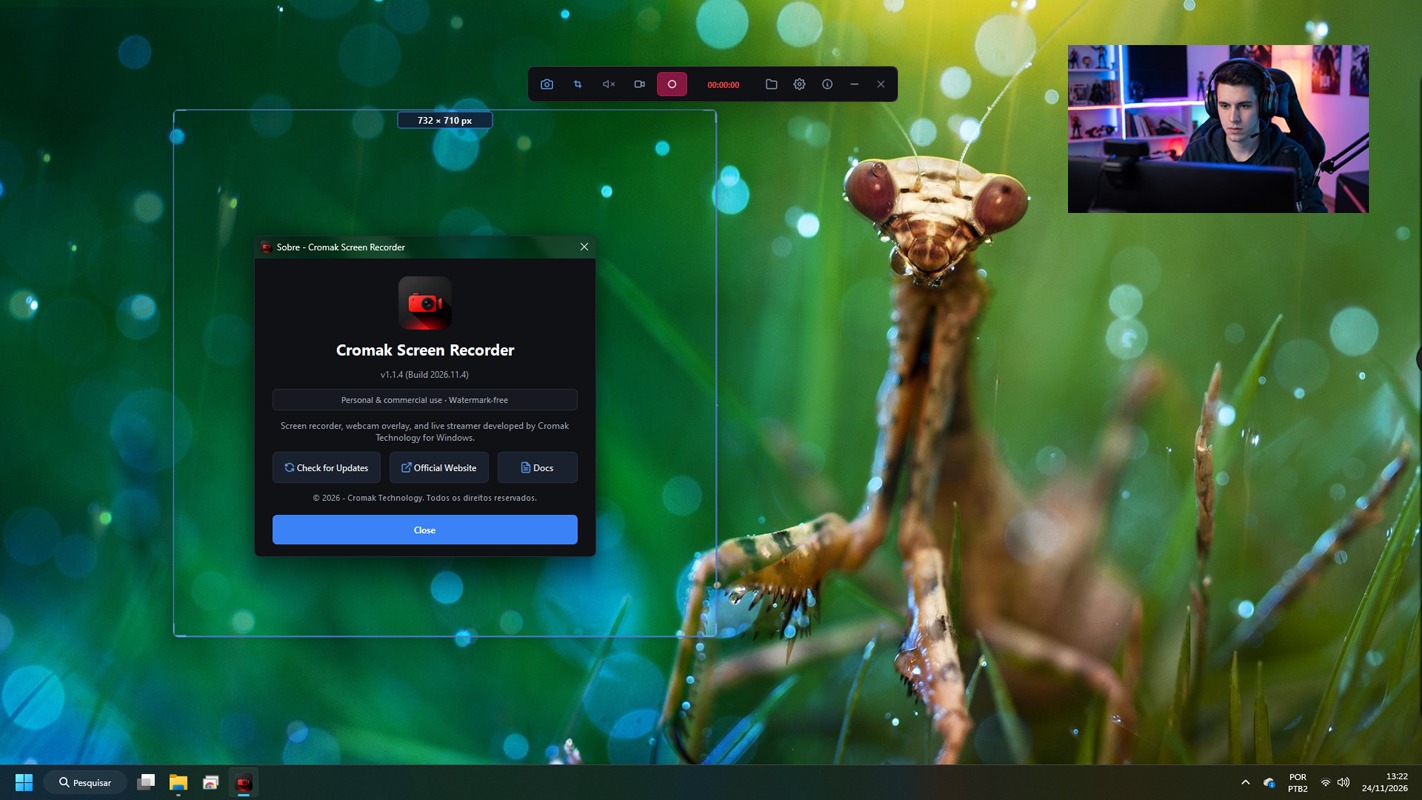 00:00:00
732 × 710 px
Sobre - Cromak Screen Recorder
Cromak Screen Recorder
v1.1.4 (Build 2026.11.4)
Personal & commercial use · Watermark-free
Screen recorder, webcam overlay, and live streamer developed by Cromak
Technology for Windows.
Check for Updates
Official Website
Docs
© 2026 - Cromak Technology. Todos os direitos reservados.
Close
Pesquisar
POR
PTB2
13:22
24/11/2026